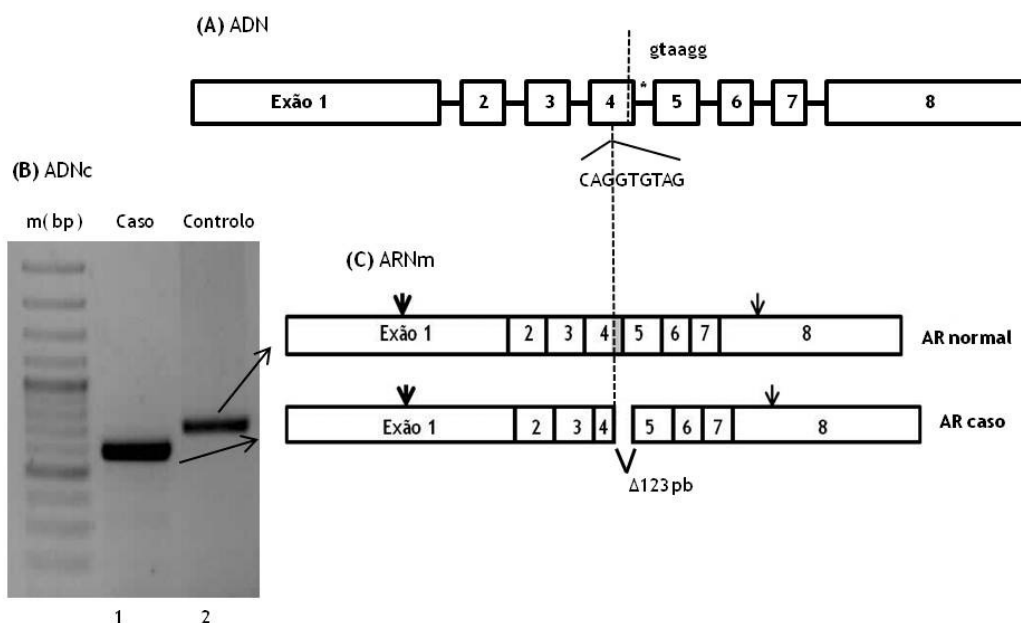 (A) ADN
gtaagg
*
Exão 1 2 3 4 5 6 7 8
CAGGTGTAG
(B) ADNc
m(bp) Caso Controlo
(C) ARNm
Exão 1 2 3 4 5 6 7 8 AR normal
Exão 1 2 3 4 5 6 7 8 AR caso
Δ123pb
1 2